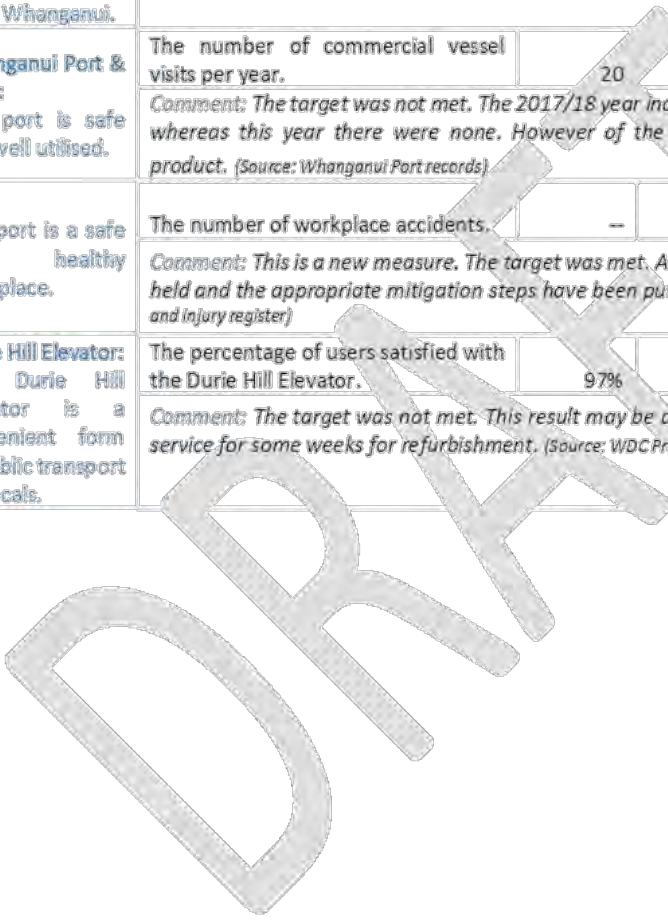 Whanganui.
nganui Port &
:
port is safe
well utilised.
The number of commercial vessel
visits per year.
20
Comment: The target was not met. The 2017/18 year inc
whereas this year there were none. However of the
product. (Source: Whanganui Port records)
port is a safe
healthy
place.
The number of workplace accidents.
--
Comment: This is a new measure. The target was met. A
held and the appropriate mitigation steps have been pu
and injury register)
e Hill Elevator:
Durie Hill
tor is a
enient form
blic transport
cals.
The percentage of users satisfied with
the Durie Hill Elevator.
97%
Comment: The target was not met. This result may be a
service for some weeks for refurbishment. (Source: WDC Pr
DRAFT